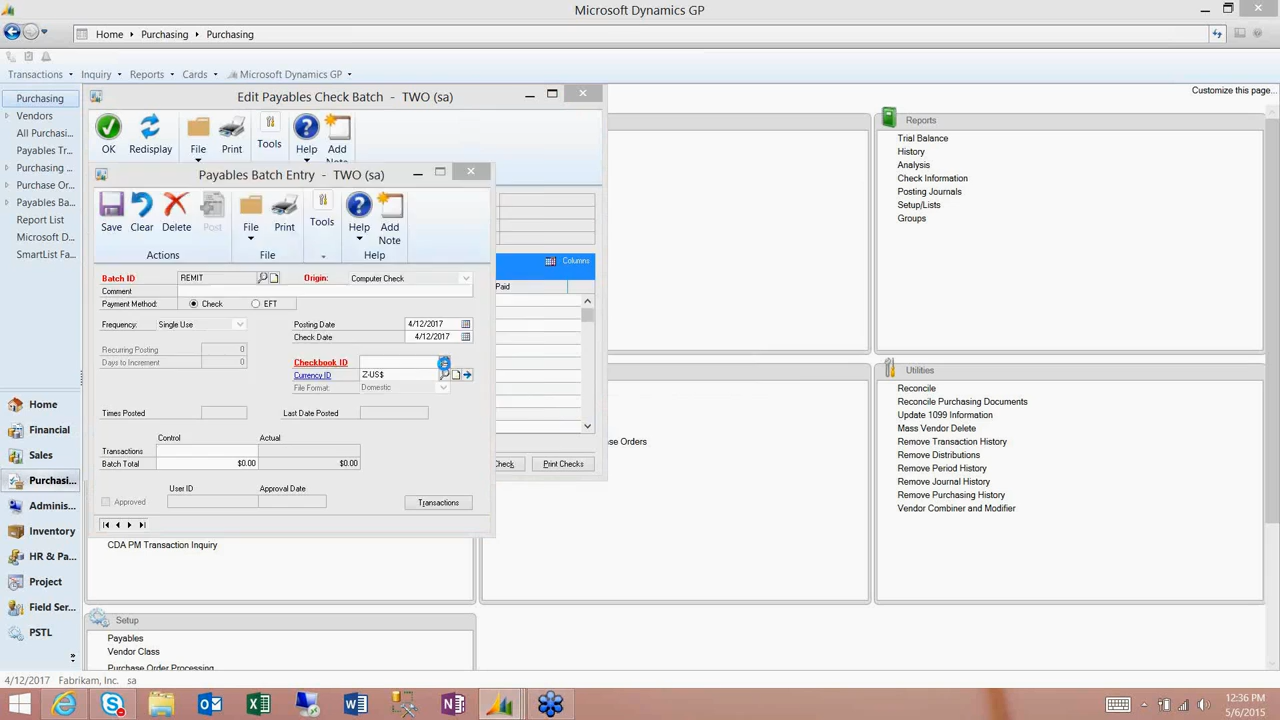 Microsoft Dynamics GP
Home Purchasing Purchasing
Transactions Inquiry Reports Cards Microsoft Dynamics GP
Customize this page...
Purchasing
Vendors
All Purchasi...
Payables Tr...
Purchasing ...
Purchase Or...
Payables Ba...
Report List
Microsoft D...
SmartList Fa...
Home
Financial
Sales
Purchasi...
Adminis...
Inventory
HR & Pa...
Project
Field Ser...
PSTL
Edit Payables Check Batch - TWO (sa)
OK Redisplay File Print Tools Help Add
Columns
Paid
Check Print Checks
Payables Batch Entry - TWO (sa)
Save Clear Delete Post File Print Tools Help Add
Note
Actions File Help
Batch ID REMIT Origin: Computer Check
Comment
Payment Method: Check EFT
Frequency: Single Use Posting Date 4/12/2017
Check Date 4/12/2017
Recurring Posting 0
Days to Increment 0
Checkbook ID
Currency ID Z-US$
File Format: Domestic
Times Posted Last Date Posted
Control Actual
Transactions
Batch Total $0.00 $0.00
User ID Approval Date
Approved Transactions
CDA PM Transaction Inquiry
Setup
Payables
Vendor Class
Purchase Order Processing
se Orders
Reports
Trial Balance
History
Analysis
Check Information
Posting Journals
Setup/Lists
Groups
Utilities
Reconcile
Reconcile Purchasing Documents
Update 1099 Information
Mass Vendor Delete
Remove Transaction History
Remove Distributions
Remove Period History
Remove Journal History
Remove Purchasing History
Vendor Combiner and Modifier
4/12/2017 Fabrikam, Inc. sa
12:36 PM
5/6/2015